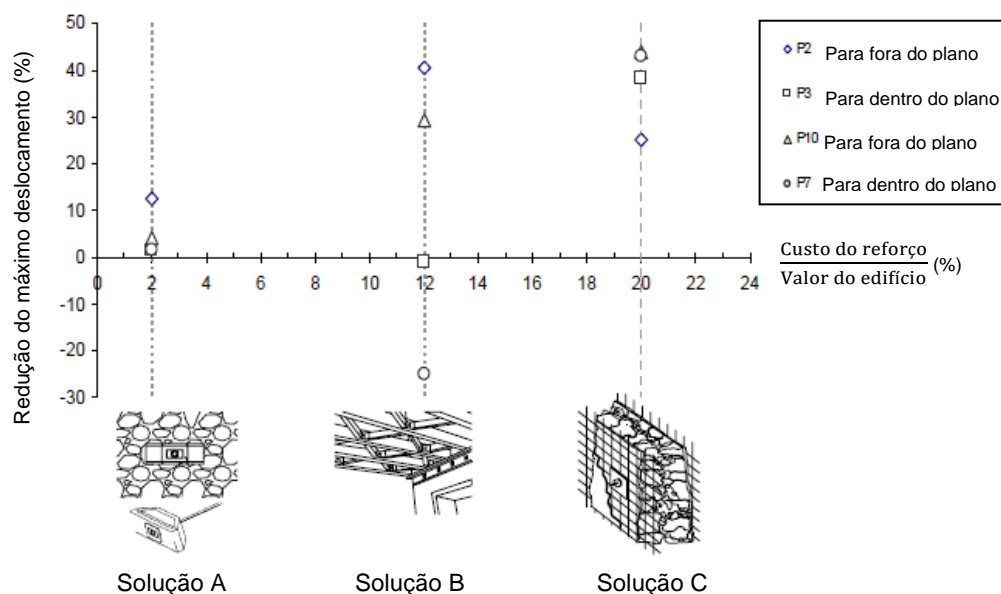 Redução do máximo deslocamento (%)
50
40
30
20
10
0
-10
-20
-30
0 2 4 6 8 10 12 14 16 18 20 22 24
P2 Para fora do plano
P3 Para dentro do plano
P10 Para fora do plano
P7 Para dentro do plano
Custo do reforço
Valor do edifício (%)
Solução A Solução B Solução C